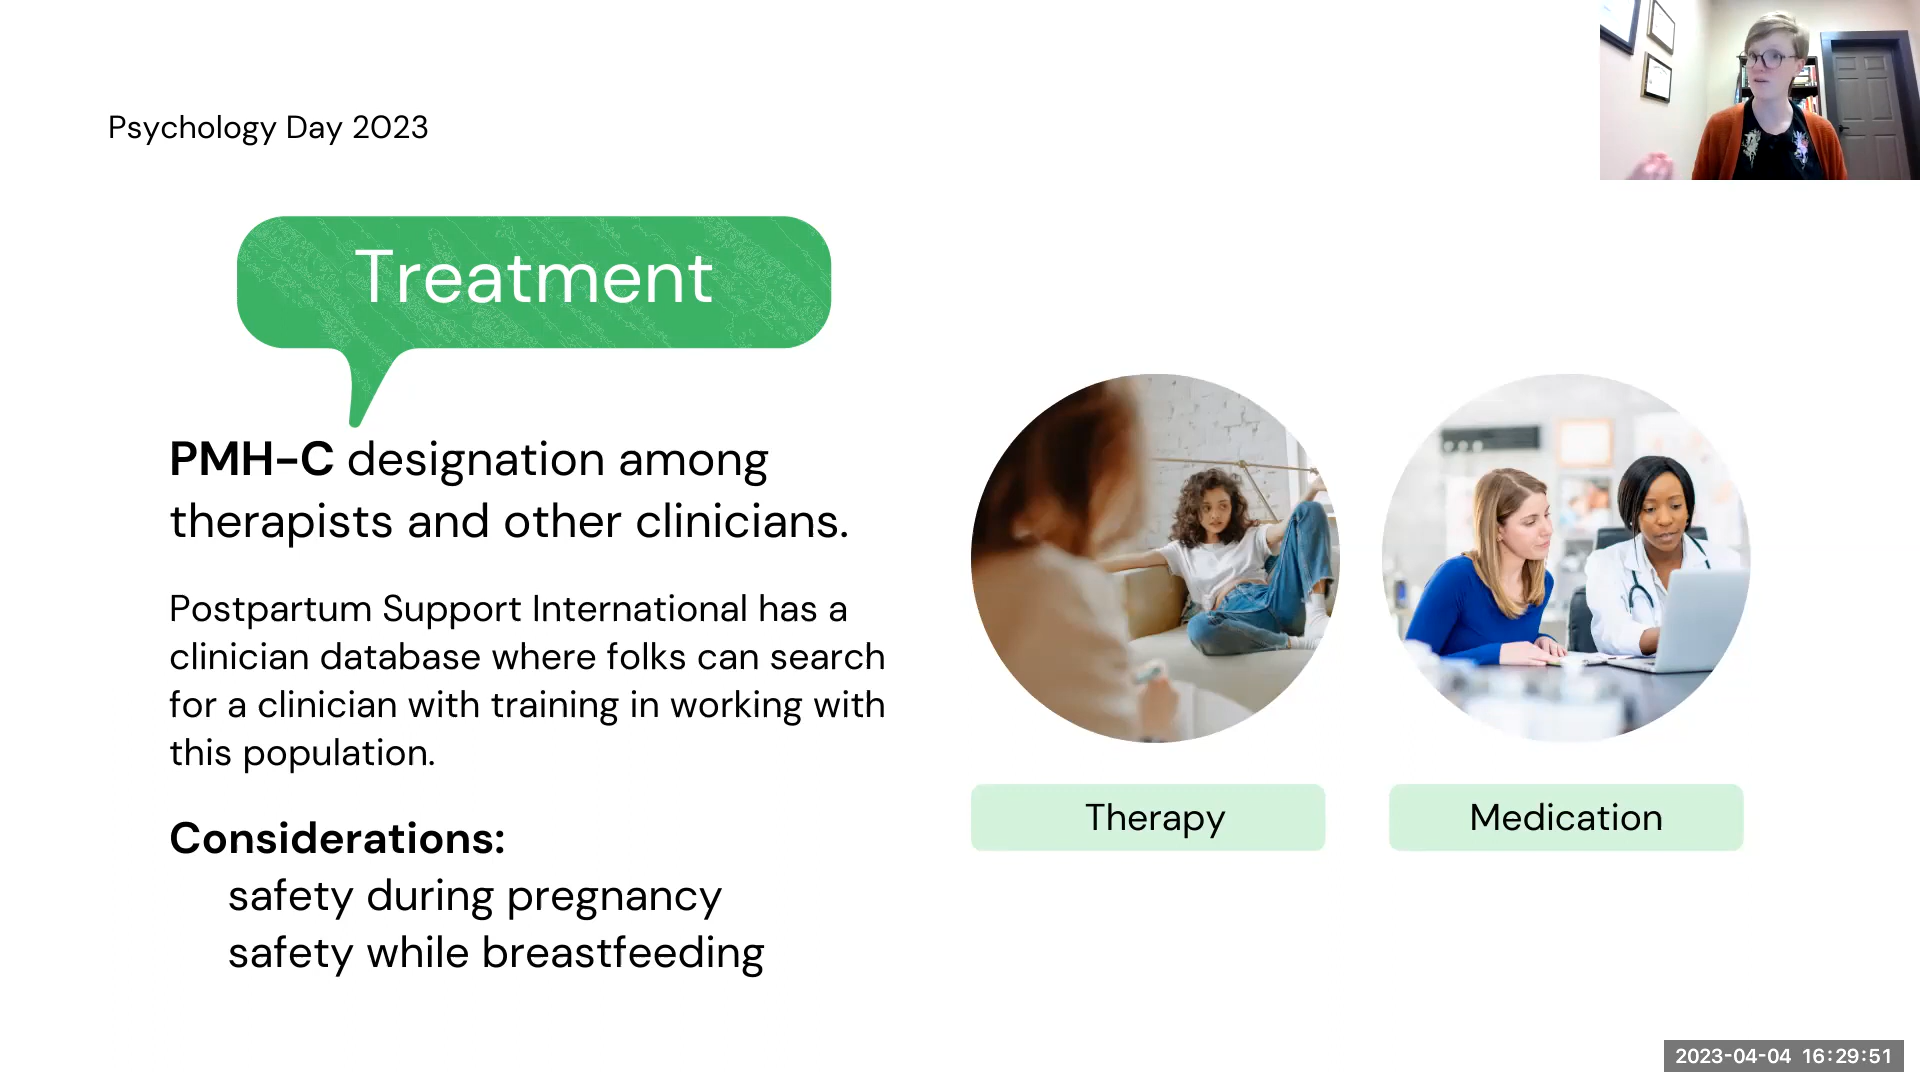 Psychology Day 2023
Treatment
PMH-C designation among
therapists and other clinicians.
Postpartum Support International has a
clinician database where folks can search
for a clinician with training in working with
this population.
Considerations:
safety during pregnancy
safety while breastfeeding
Therapy
Medication
2023-04-04 16:29:51